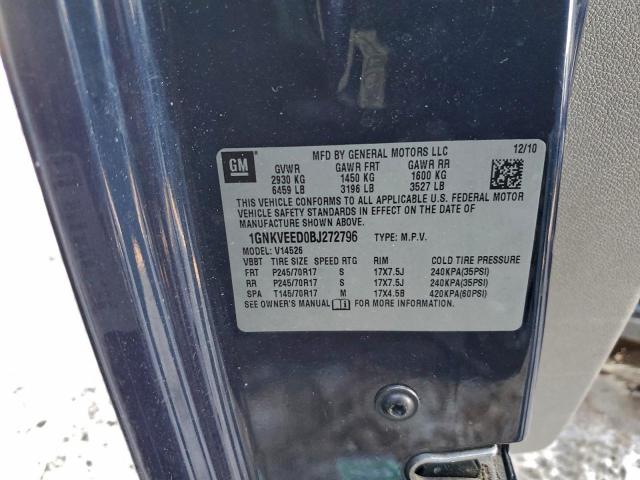 GM
MFD BY GENERAL MOTORS LLC 12/10
GVWR GAWR FRT GAWR RR
2930 KG 1450 KG 1600 KG
6459 LB 3196 LB 3527 LB
THIS VEHICLE CONFORMS TO ALL APPLICABLE U.S. FEDERAL MOTOR
VEHICLE SAFETY STANDARDS IN EFFECT ON THE DATE OF
MANUFACTURE SHOWN ABOVE.
1GNKVEED0BJ272796 TYPE: M.P.V.
MODEL: V14526
VBBT TIRE SIZE SPEED RTG RIM COLD TIRE PRESSURE
FRT P245/70R17 S 17X7.5J 240KPA(35PSI)
RR P245/70R17 S 17X7.5J 240KPA(35PSI)
SPA T145/70R17 M 17X4.5B 420KPA(60PSI)
SEE OWNER'S MANUAL FOR MORE INFORMATION.